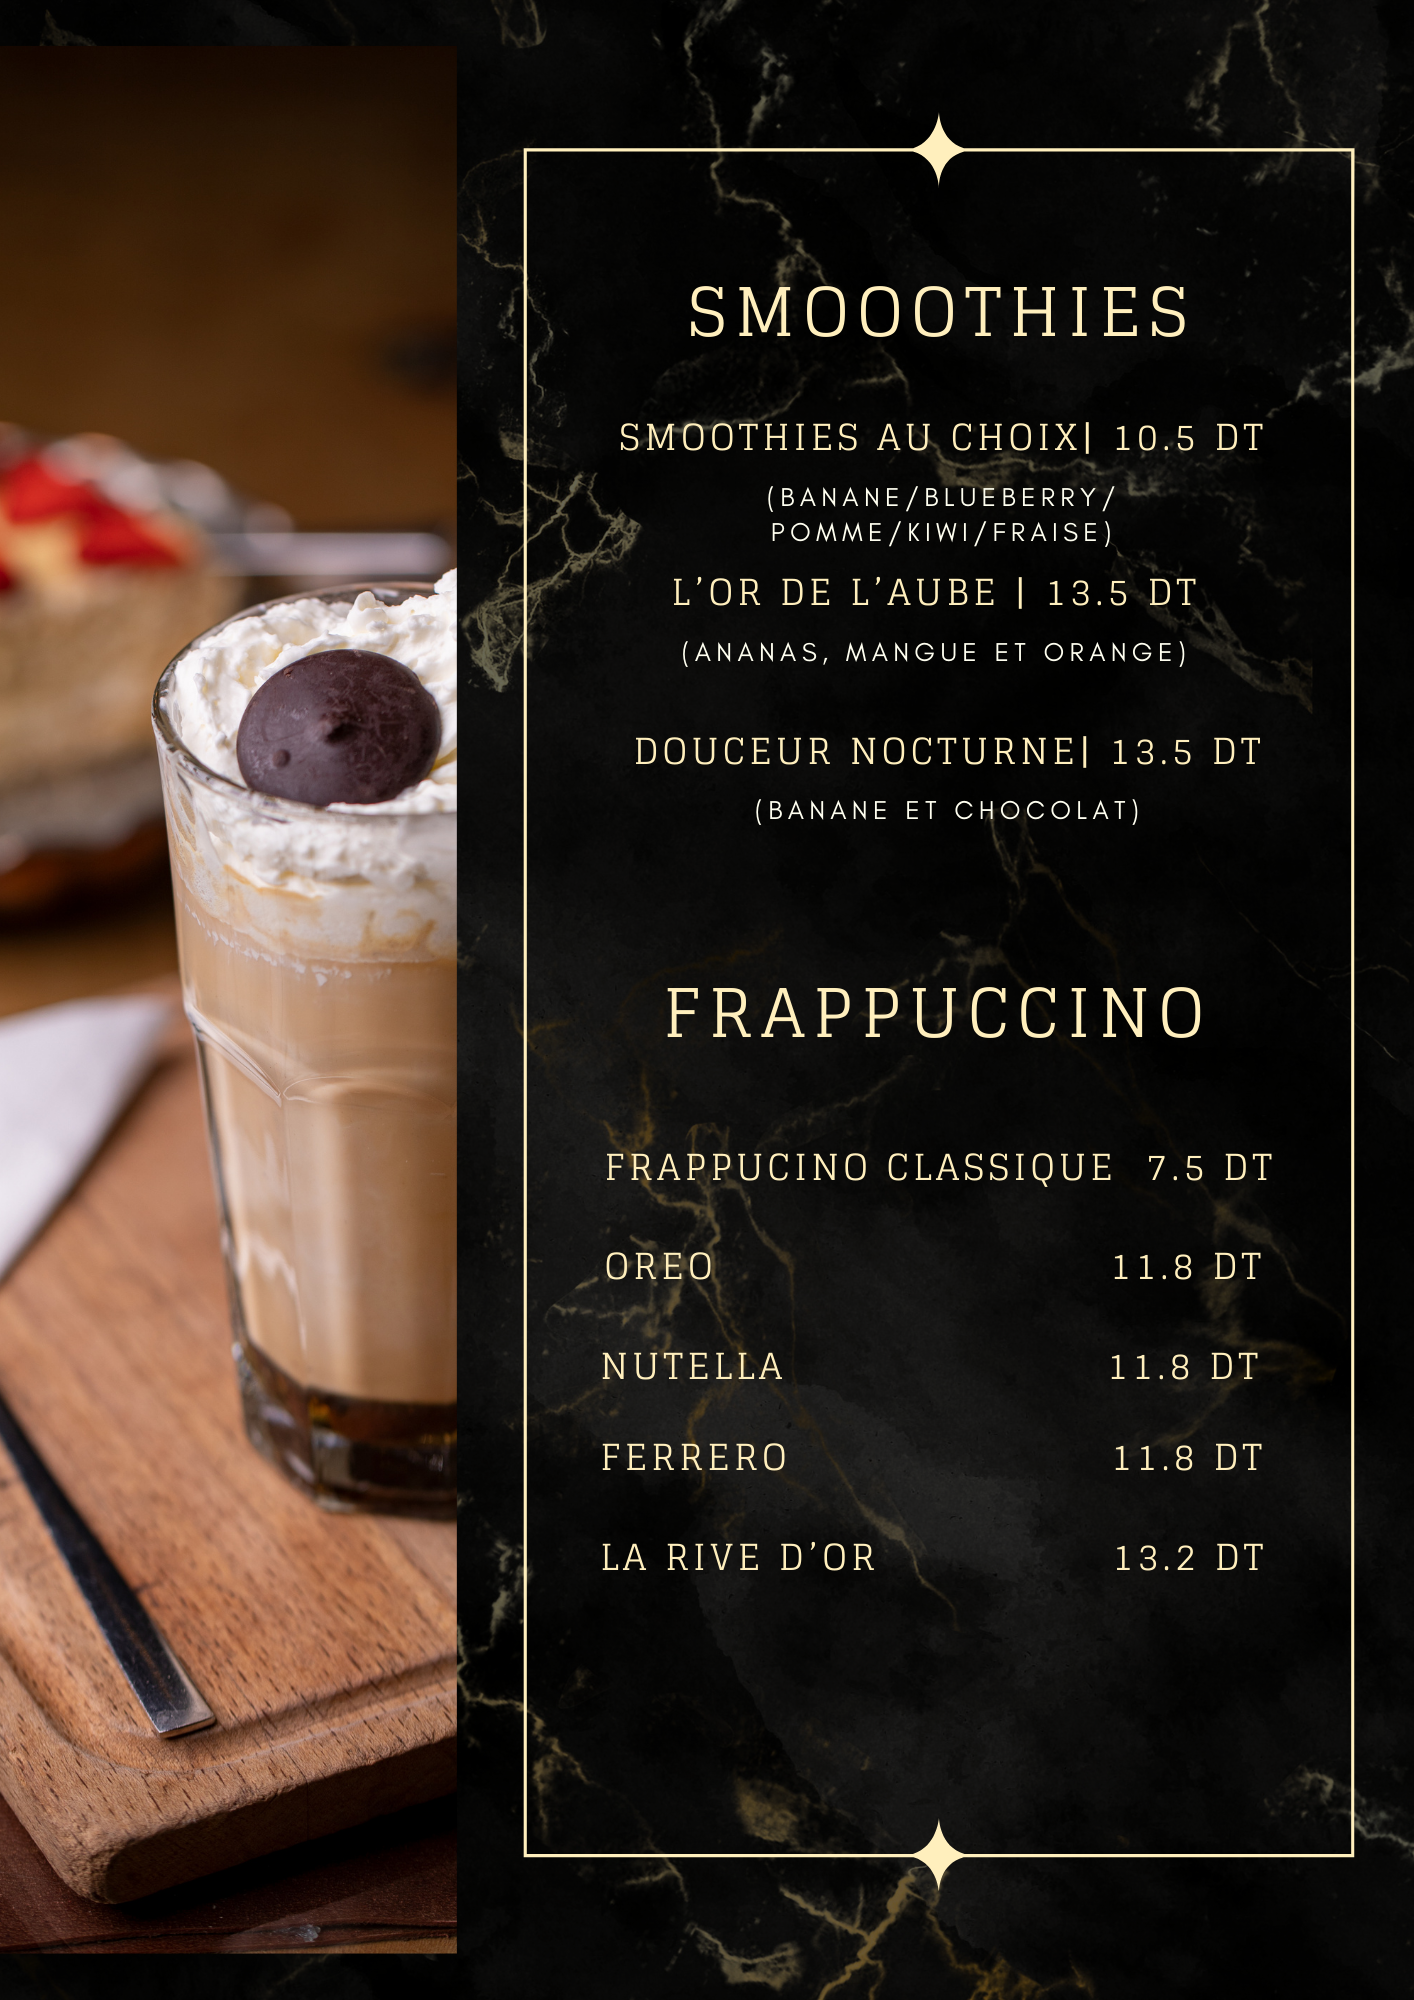 SMOOOTHIES
SMOOTHIES AU CHOIX| 10.5 DT
(BANANE/BLUEBERRY/
POMME/KIWI/FRAISE)
L’OR DE L’AUBE | 13.5 DT
(ANANAS, MANGUE ET ORANGE)
DOUCEUR NOCTURNE| 13.5 DT
(BANANE ET CHOCOLAT)
FRAPPUCCINO
FRAPPUCINO CLASSIQUE 7.5 DT
OREO 11.8 DT
NUTELLA 11.8 DT
FERRERO 11.8 DT
LA RIVE D’OR 13.2 DT